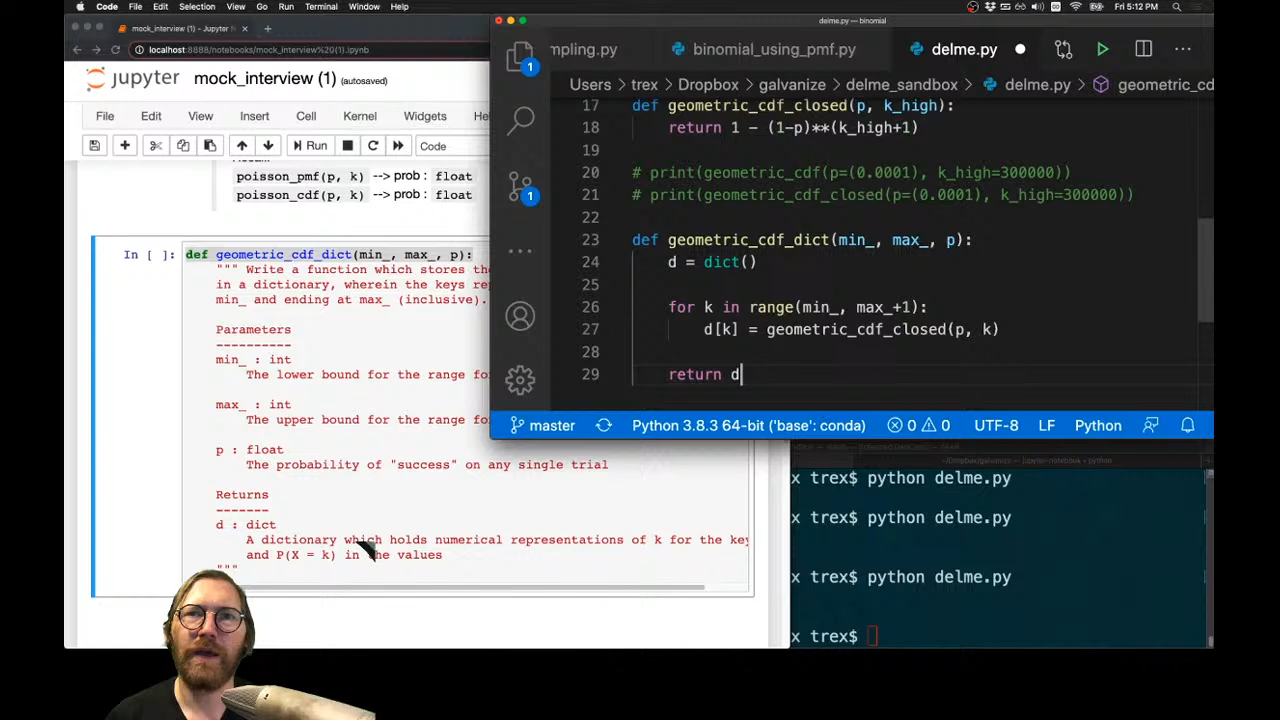 Code File Edit Selection View Go Run Terminal Window Help
Fri 5:12 PM
mock_interview (1) - Jupyter N
localhost:8888/notebooks/mock_interview%20(1).ipynb
jupyter mock_interview (1) (autosaved)
File Edit View Insert Cell Kernel Widgets
Run Code
poisson_pmf(p, k) --> prob : float
poisson_cdf(p, k) --> prob : float
In [ ]: def geometric_cdf_dict(min_, max_, p):
""" Write a function which stores the
in a dictionary, wherein the keys rep
min_ and ending at max_ (inclusive).
Parameters
----------
min_ : int
The lower bound for the range fo
max_ : int
The upper bound for the range fo
p : float
The probability of "success" on any single trial
Returns
-------
d : dict
A dictionary which holds numerical representations of k for the key
and P(X = k) in the values
"""
delme.py — binomial
mpling.py binomial_using_pmf.py delme.py
Users › trex › Dropbox › galvanize › delme_sandbox › delme.py › geometric_cd
17 def geometric_cdf_closed(p, k_high):
18 return 1 - (1-p)**(k_high+1)
19
20 # print(geometric_cdf(p=(0.0001), k_high=300000))
21 # print(geometric_cdf_closed(p=(0.0001), k_high=300000))
22
23 def geometric_cdf_dict(min_, max_, p):
24 d = dict()
25
26 for k in range(min_, max_+1):
27 d[k] = geometric_cdf_closed(p, k)
28
29 return d
1
1
master Python 3.8.3 64-bit ('base': conda) 0 0 UTF-8 LF Python
x trex$ python delme.py
x trex$ python delme.py
x trex$ python delme.py
x trex$